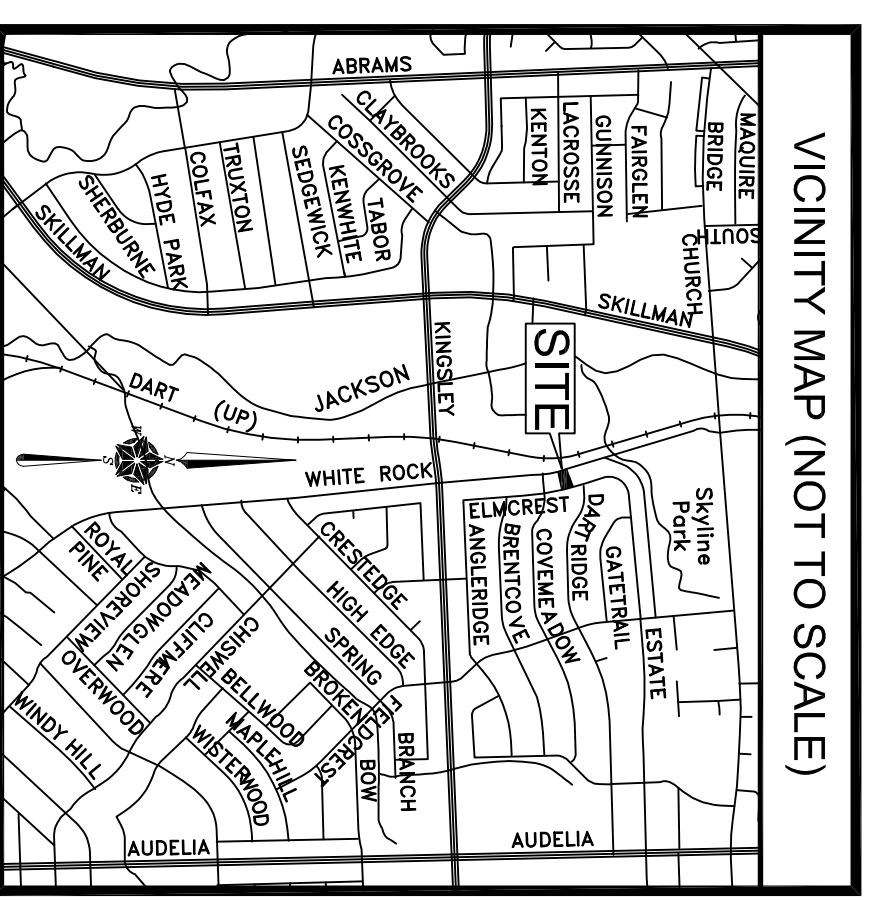 VICINITY MAP (NOT TO SCALE)
ABRAMS
CLAYBROOKS
COSSGROVE
KENTON
LACROSSE
GUNNISON
FAIRGLEN
BRIDGE
MAQUIRE
SOUTH
CHURCH
TRUXTON
COLFAX
HYDE PARK
SHERBURNE
SKILLMAN
SEDGEWICK
KENWHITE
TABOR
SKILLMAN
KINGSLEY
SITE
JACKSON
DART
(UP)
N
S
E
W
WHITE ROCK
ELMCREST
DARTRIDGE
ANGLERIDGE
BRENTCOVE
COVEMEADOW
GATETRAIL
ESTATE
Skyline
Park
CRESTEDGE
HIGH EDGE
SPRING
BROKEN
BOW
FIELDCREST
BRANCH
ROYAL
PINE
SHOREVIEW
MEADOWGLEN
CLIFFMERE
CHISWELL
OVERWOOD
BELLWOOD
MAPLEHILL
WISTERWOOD
WINDY HILL
AUDELIA
AUDELIA